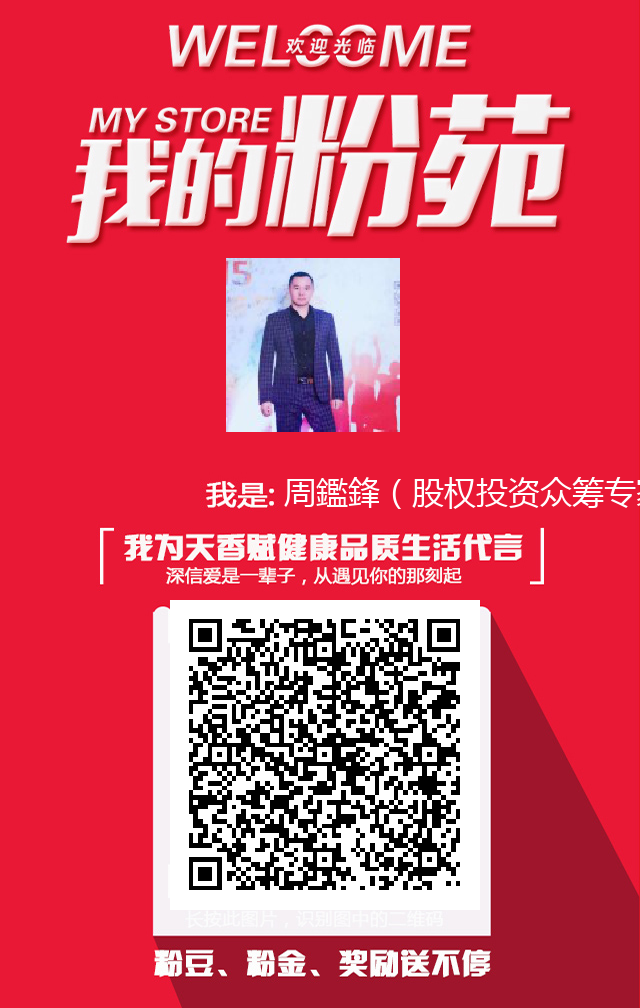 WELCOME
欢迎光临
MY STORE
我的粉苑
15
我是: 周鑑鋒（股权投资众筹专家
我为天香赋健康品质生活代言
深信爱是一辈子，从遇见你的那刻起
长按此图片，识别图中的二维码
粉豆、粉金、奖励送不停